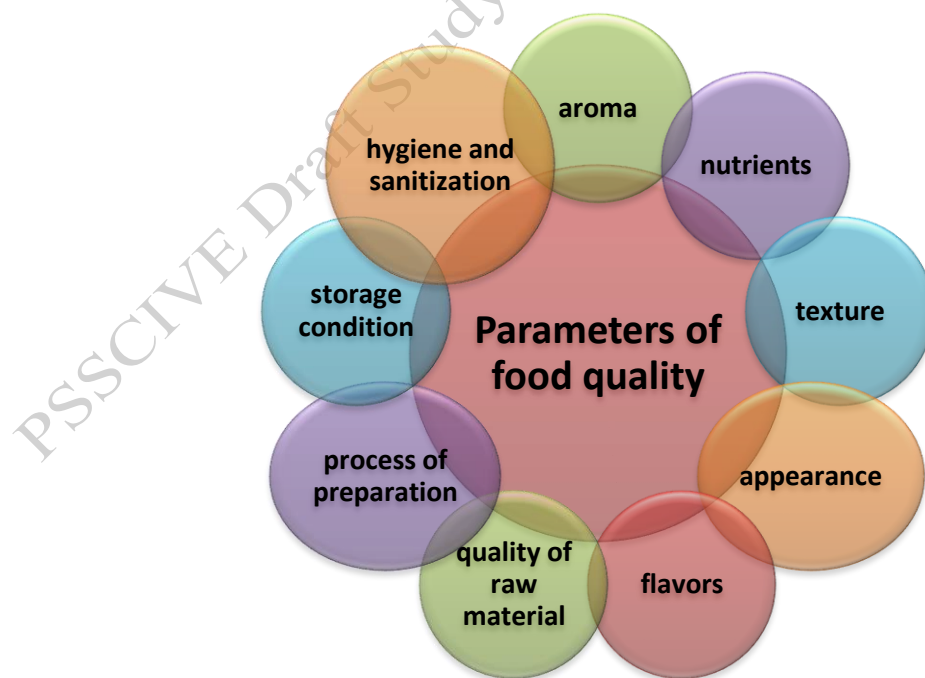 PSSCIVE Draft Study
aroma
nutrients
texture
appearance
flavors
quality of
raw
material
process of
preparation
storage
condition
hygiene and
sanitization
Parameters of
food quality